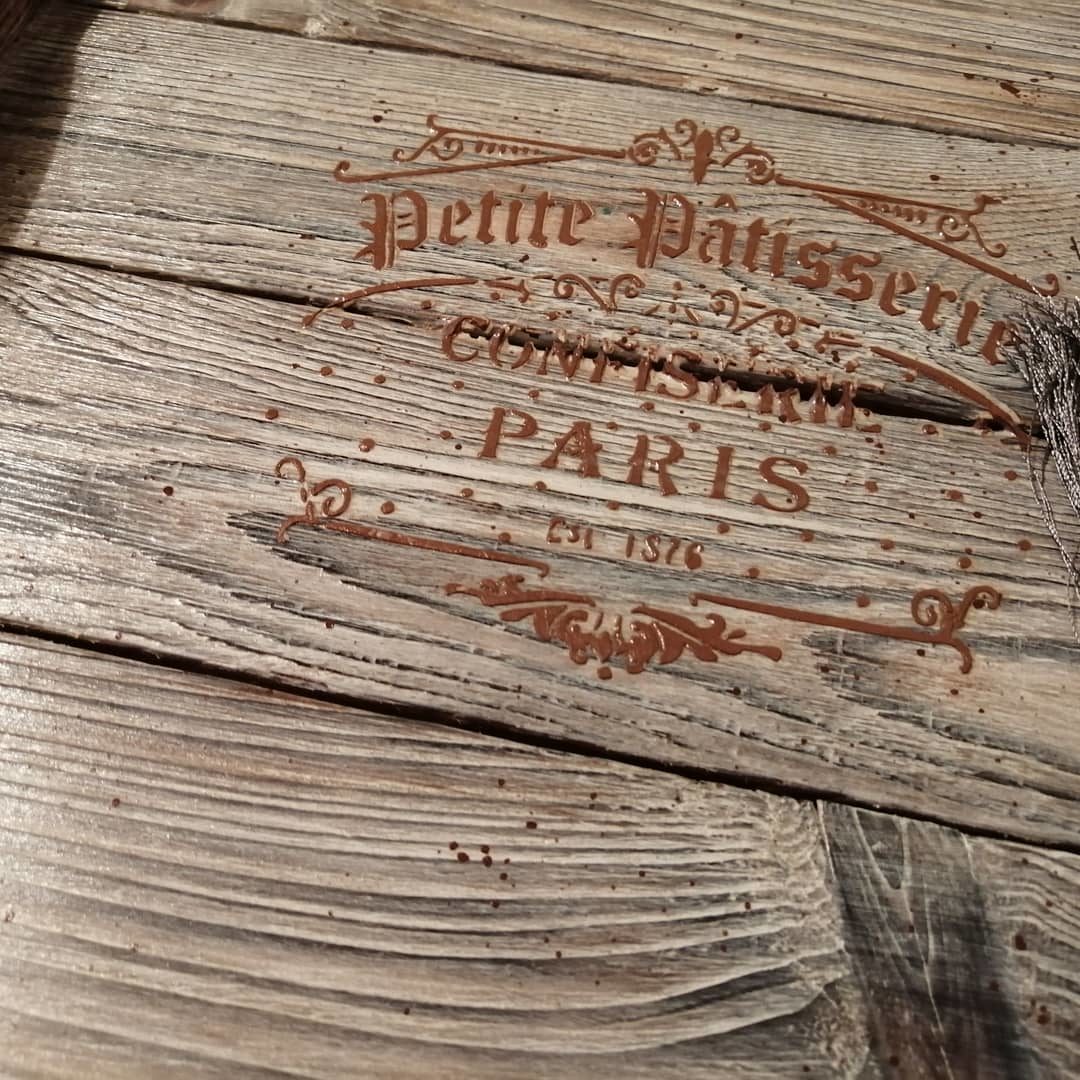 Petite Pâtisserie
CONFISERIE
PARIS
EST 1876